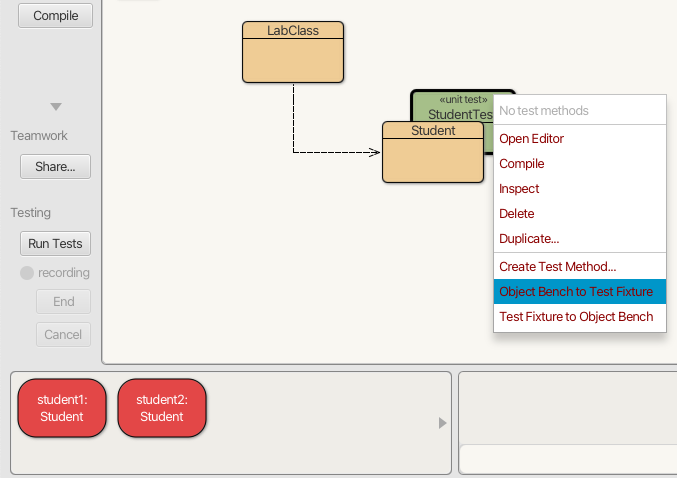 Compile
Teamwork
Share...
Testing
Run Tests
recording
End
Cancel
LabClass
«unit test»
StudentTes
Student
No test methods
Open Editor
Compile
Inspect
Delete
Duplicate...
Create Test Method...
Object Bench to Test Fixture
Test Fixture to Object Bench
student1:
Student
student2:
Student